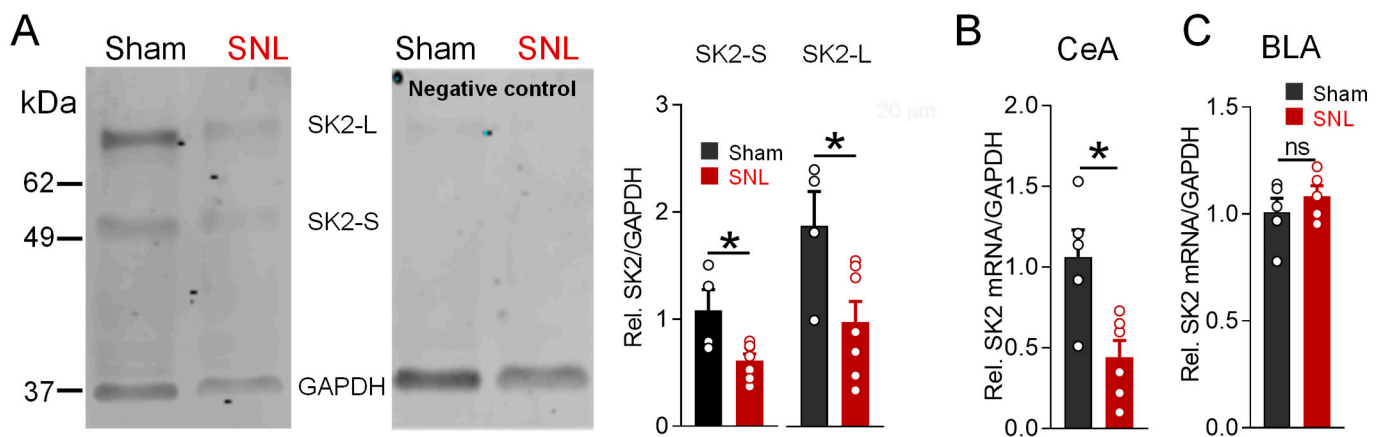 A
Sham SNL
kDa
62
49
37
SK2-L
SK2-S
GAPDH
Sham SNL
Negative control
SK2-S SK2-L
20 µm
Rel. SK2/GAPDH
3
2
1
0
Sham
SNL
*
*
B
CeA
Rel. SK2 mRNA/GAPDH
2.0
1.5
1.0
0.5
0.0
*
C
BLA
Rel. SK2 mRNA/GAPDH
1.5
1.0
0.5
0.0
Sham
SNL
ns